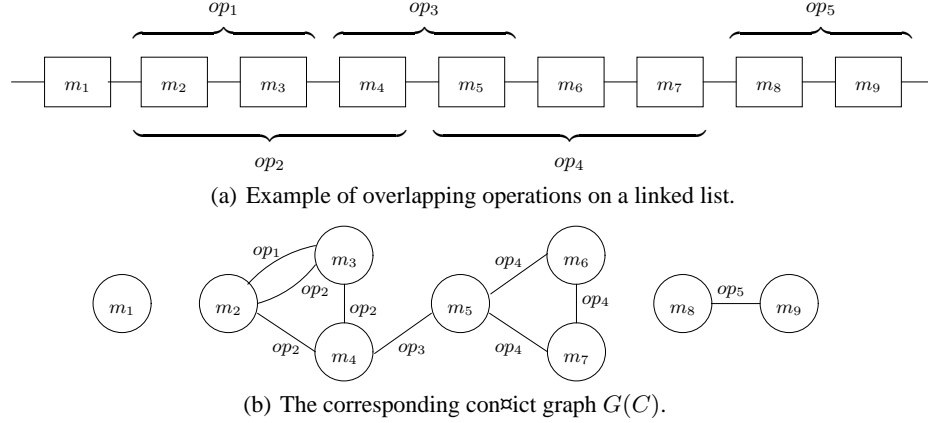 op₁ op₃ op₅
m₁ m₂ m₃ m₄ m₅ m₆ m₇ m₈ m₉
op₂ op₄
(a) Example of overlapping operations on a linked list.
op₁ m₃ op₄ m₆
m₁ m₂ op₂ op₂ m₅ op₄ m₈ op₅ m₉
op₂ m₄ op₃ op₄ m₇
(b) The corresponding con¤ict graph G(C).